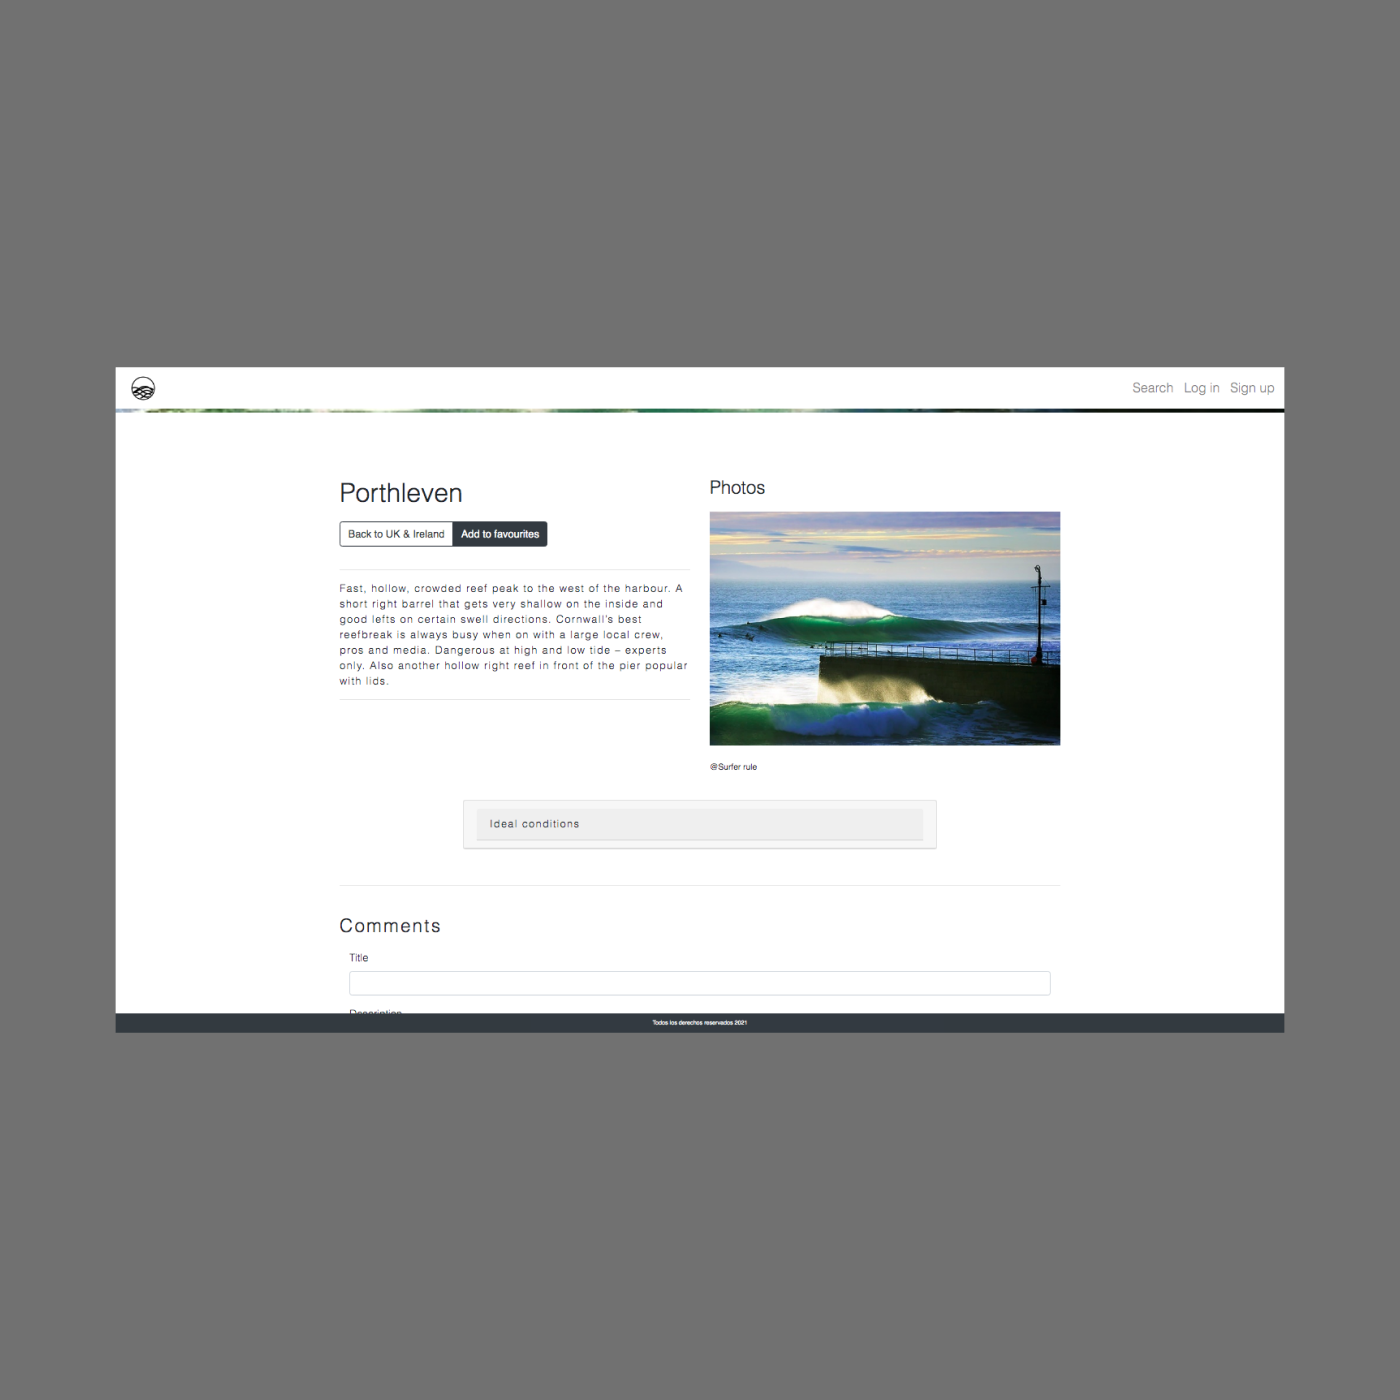 Search Log in Sign up
Porthleven
Back to UK & Ireland Add to favourites
Fast, hollow, crowded reef peak to the west of the harbour. A
short right barrel that gets very shallow on the inside and
good lefts on certain swell directions. Cornwall's best
reefbreak is always busy when on with a large local crew,
pros and media. Dangerous at high and low tide – experts
only. Also another hollow right reef in front of the pier popular
with lids.
Photos
@Surfer rule
Ideal conditions
Comments
Title
Description
Todos los derechos reservados 2021